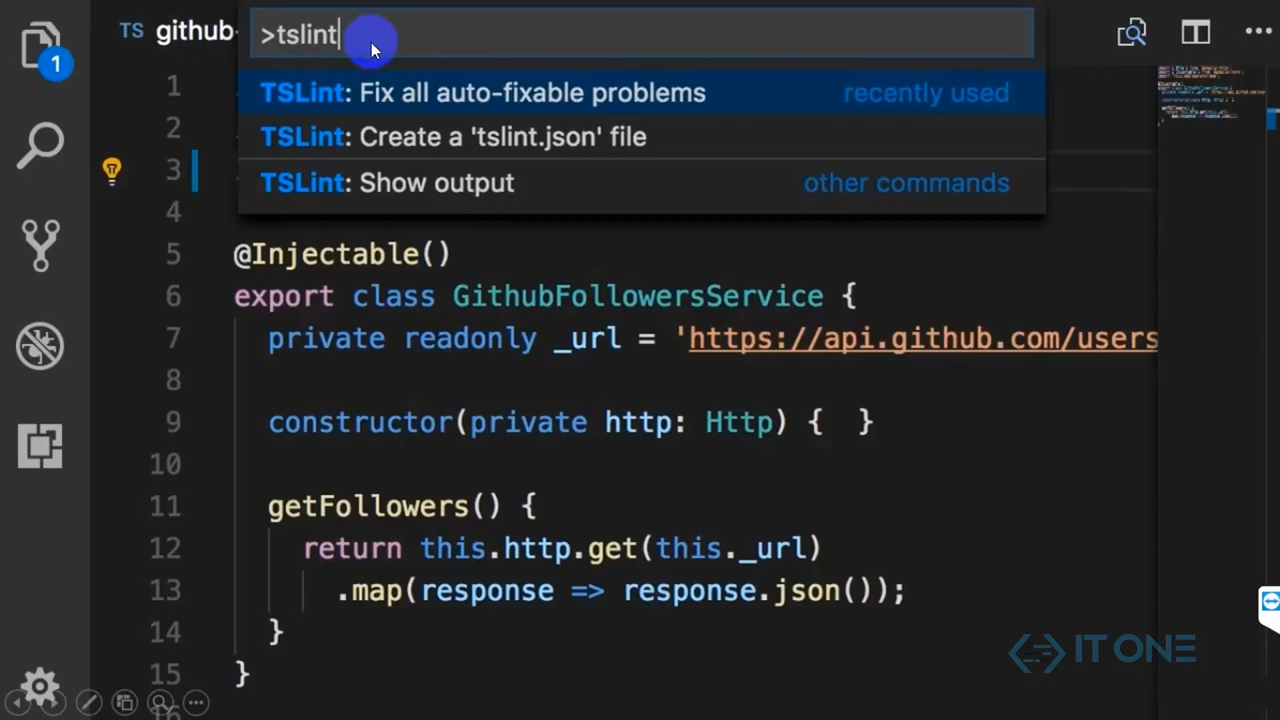 1
TS github-
>tslint
TSLint: Fix all auto-fixable problems recently used
TSLint: Create a 'tslint.json' file
TSLint: Show output other commands
1
2
3
4
5 @Injectable()
6 export class GithubFollowersService {
7 private readonly _url = 'https://api.github.com/users
8
9 constructor(private http: Http) { }
10
11 getFollowers() {
12 return this.http.get(this._url)
13 .map(response => response.json());
14 }
15 }
16
IT ONE